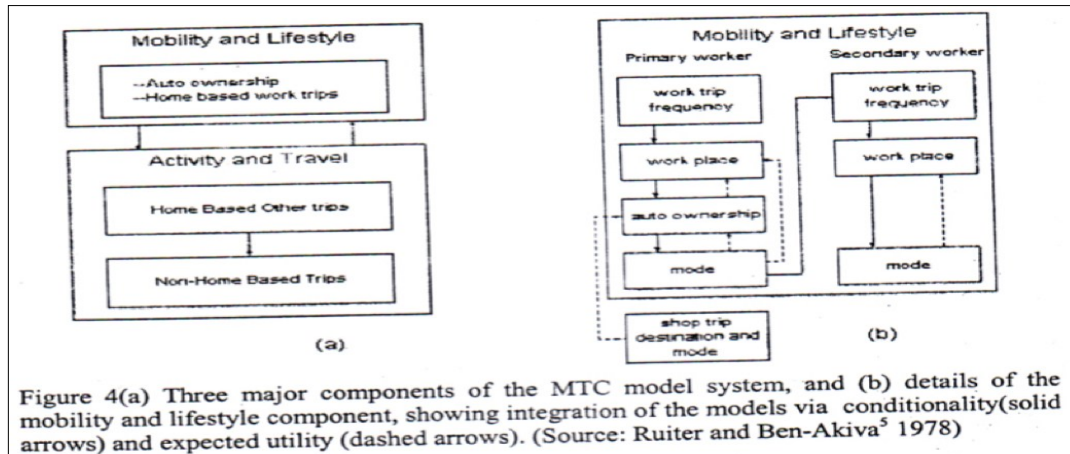 Mobility and Lifestyle
--Auto ownership
--Home based work trips
Activity and Travel
Home Based Other trips
Non-Home Based Trips
(a)
Mobility and Lifestyle
Primary worker
Secondary worker
work trip
frequency
work place
auto ownership
mode
work trip
frequency
work place
mode
shop trip
destination and
mode
(b)
Figure 4(a) Three major components of the MTC model system, and (b) details of the
mobility and lifestyle component, showing integration of the models via conditionality(solid
arrows) and expected utility (dashed arrows). (Source: Ruiter and Ben-Akiva⁵ 1978)